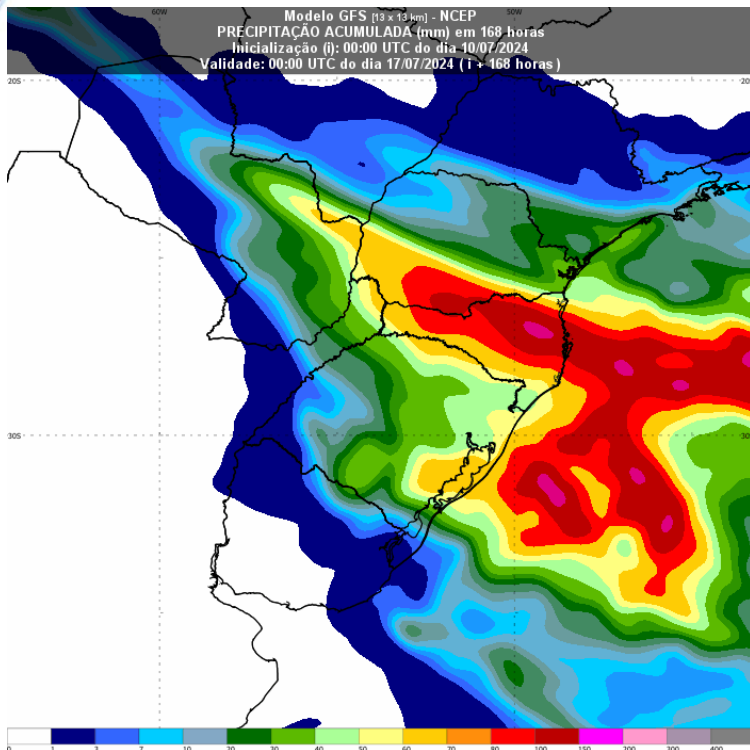 Modelo GFS [13 x 13 km] - NCEP
PRECIPITAÇÃO ACUMULADA (mm) em 168 horas
Inicialização (i): 00:00 UTC do dia 10/07/2024
Validade: 00:00 UTC do dia 17/07/2024 ( i + 168 horas )
60W 50W
20S
30S
0 1 7 10 20 30 40 50 60 70 80 100 150 200 300 400